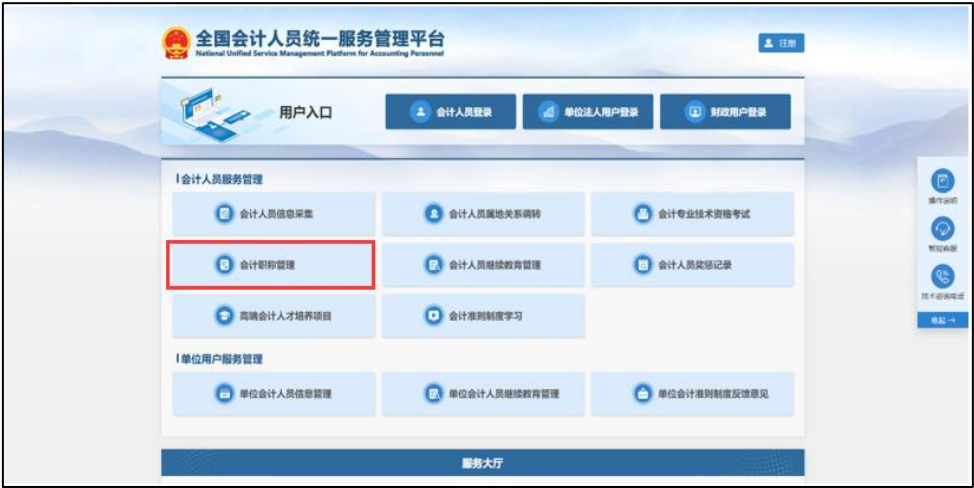 全国会计人员统一服务管理平台
National Unified Service Management Platform for Accounting Personnel
注册
用户入口
会计人员登录
单位法人用户登录
财政用户登录
会计人员服务管理
会计人员信息采集
会计人员属地关系调转
会计专业技术资格考试
会计职称管理
会计人员继续教育管理
会计人员奖惩记录
高端会计人才培养项目
会计准则制度学习
单位用户服务管理
单位会计人员信息管理
单位会计人员继续教育管理
单位会计准则制度反馈意见
服务大厅
操作说明
智能客服
技术咨询电话
收起→